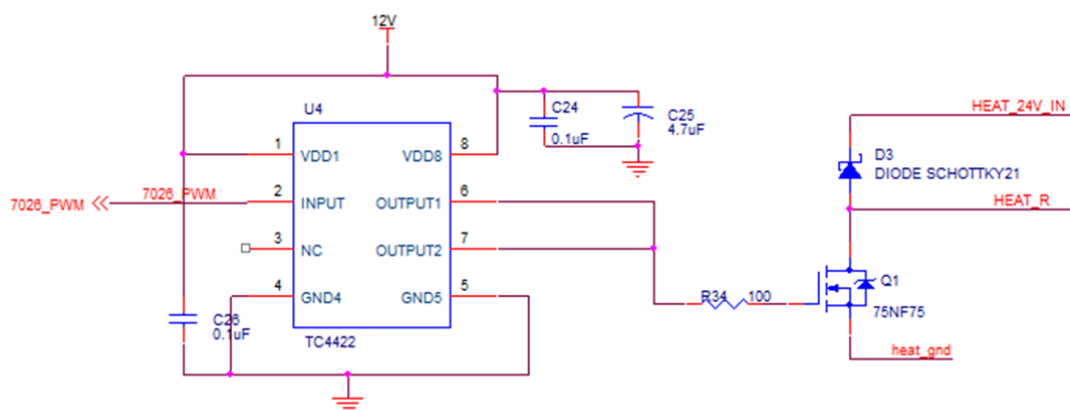 12V
U4
C24
0.1uF
C25
4.7uF
HEAT_24V_IN
1
VDD1
VDD8
8
D3
DIODE SCHOTTKY21
7026_PWM
7026_PWM
2
INPUT
OUTPUT1
6
HEAT_R
3
NC
OUTPUT2
7
4
GND4
GND5
5
R34
100
Q1
75NF75
C26
0.1uF
TC4422
heat_gnd